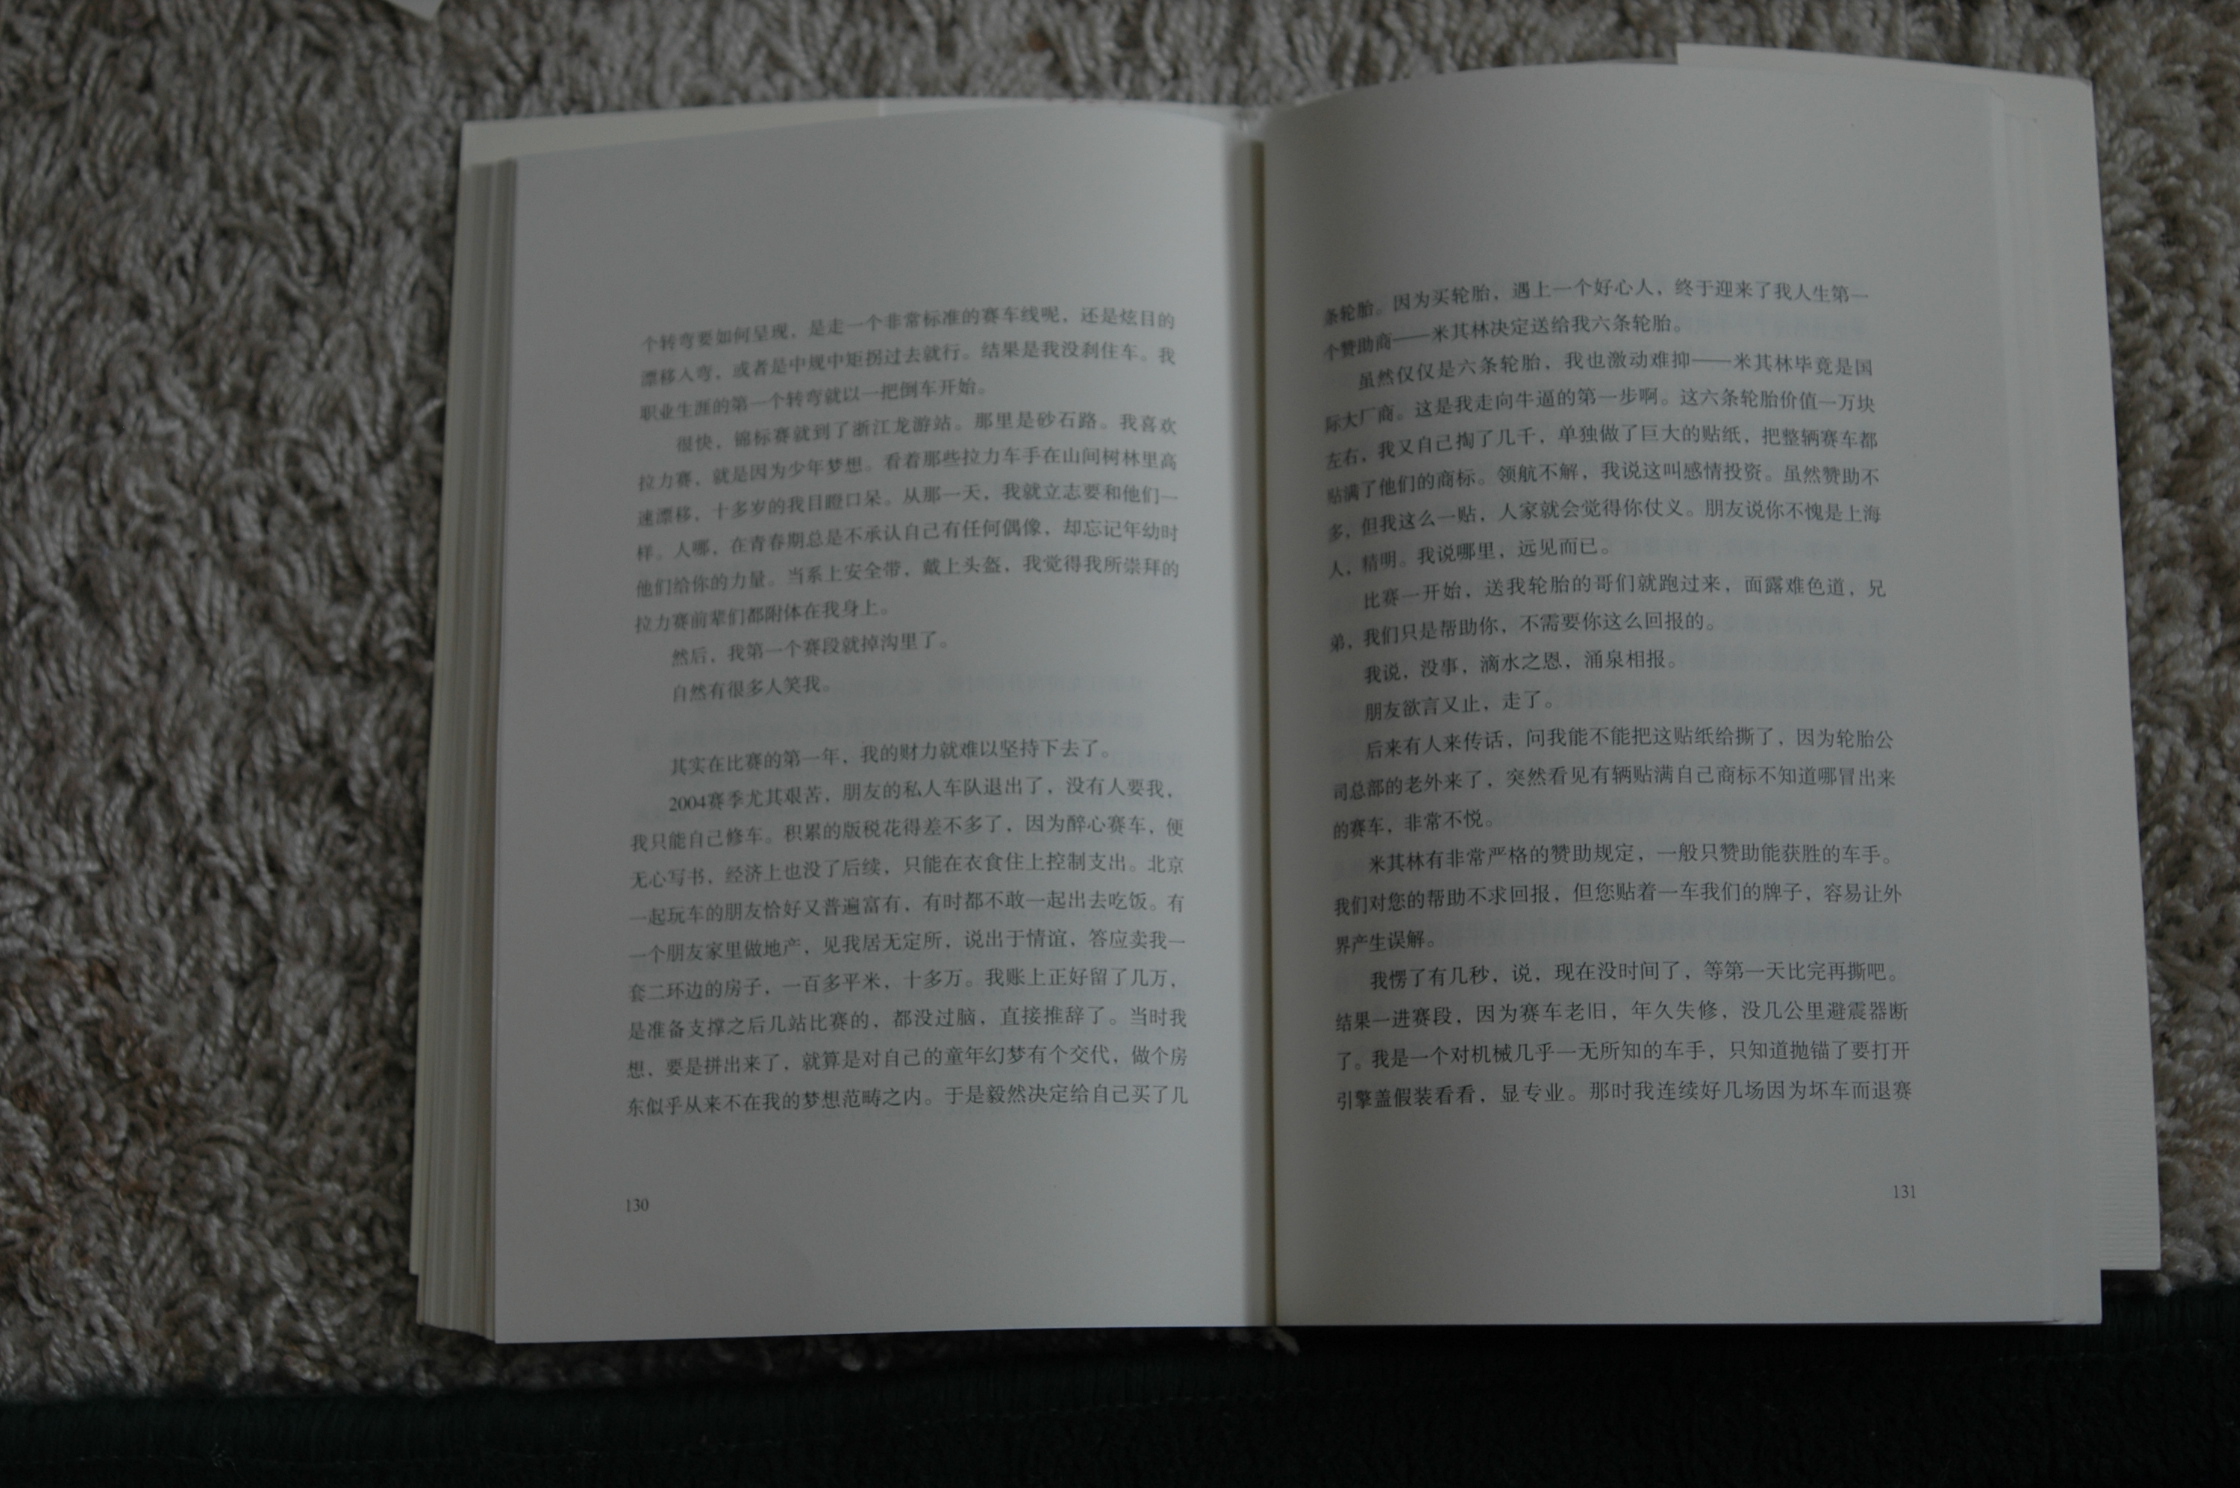 个转弯要如何呈现，是走一个非常标准的赛车线呢，还是炫目的
漂移入弯，或者是中规中矩拐过去就行。结果是我没刹住车。我
职业生涯的第一个转弯就以一把倒车开始。
很快，锦标赛就到了浙江龙游站。那里是砂石路。我喜欢
拉力赛，就是因为少年梦想。看着那些拉力车手在山间树林里高
速漂移，十多岁的我目瞪口呆。从那一天，我就立志要和他们一
样。人哪，在青春期总是不承认自己有任何偶像，却忘记年幼时
他们给你的力量。当系上安全带，戴上头盔，我觉得我所崇拜的
拉力赛前辈们都附体在我身上。
然后，我第一个赛段就掉沟里了。
自然有很多人笑我。
其实在比赛的第一年，我的财力就难以坚持下去了。
2004赛季尤其艰苦，朋友的私人车队退出了，没有人要我，
我只能自己修车。积累的版税花得差不多了，因为醉心赛车，便
无心写书，经济上也没了后续，只能在衣食住上控制支出。北京
一起玩车的朋友恰好又普遍富有，有时都不敢一起出去吃饭。有
一个朋友家里做地产，见我居无定所，说出于情谊，答应卖我一
套二环边的房子，一百多平米，十多万。我账上正好留了几万，
是准备支撑之后几站比赛的，都没过脑，直接推辞了。当时我
想，要是拼出来了，就算是对自己的童年幻梦有个交代，做个房
东似乎从来不在我的梦想范畴之内。于是毅然决定给自己买了几
130
条轮胎。因为买轮胎，遇上一个好心人，终于迎来了我人生第一
个赞助商——米其林决定送给我六条轮胎。
虽然仅仅是六条轮胎，我也激动难抑——米其林毕竟是国
际大厂商。这是我走向牛逼的第一步啊。这六条轮胎价值一万块
左右，我又自己掏了几千，单独做了巨大的贴纸，把整辆赛车都
贴满了他们的商标。领航不解，我说这叫感情投资。虽然赞助不
多，但我这么一贴，人家就会觉得你仗义。朋友说你不愧是上海
人，精明。我说哪里，远见而已。
比赛一开始，送我轮胎的哥们就跑过来，面露难色道，兄
弟，我们只是帮助你，不需要你这么回报的。
我说，没事，滴水之恩，涌泉相报。
朋友欲言又止，走了。
后来有人来传话，问我能不能把这贴纸给撕了，因为轮胎公
司总部的老外来了，突然看见有辆贴满自己商标不知道哪冒出来
的赛车，非常不悦。
米其林有非常严格的赞助规定，一般只赞助能获胜的车手。
我们对您的帮助不求回报，但您贴着一车我们的牌子，容易让外
界产生误解。
我愣了有几秒，说，现在没时间了，等第一天比完再撕吧。
结果一进赛段，因为赛车老旧，年久失修，没几公里避震器断
了。我是一个对机械几乎一无所知的车手，只知道抛锚了要打开
引擎盖假装看看，显专业。那时我连续好几场因为坏车而退赛
131